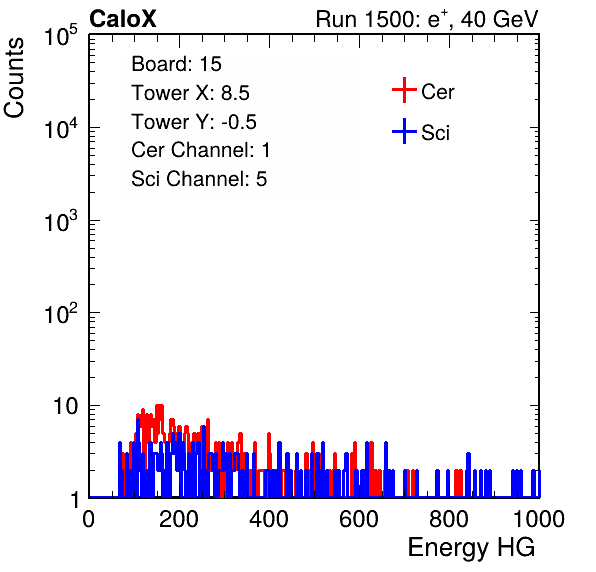 CaloX Run 1500: e⁺, 40 GeV
Counts
10⁵
10⁴
10³
10²
10
1
Board: 15
Tower X: 8.5
Tower Y: -0.5
Cer Channel: 1
Sci Channel: 5
Cer
Sci
0 200 400 600 800 1000
Energy HG